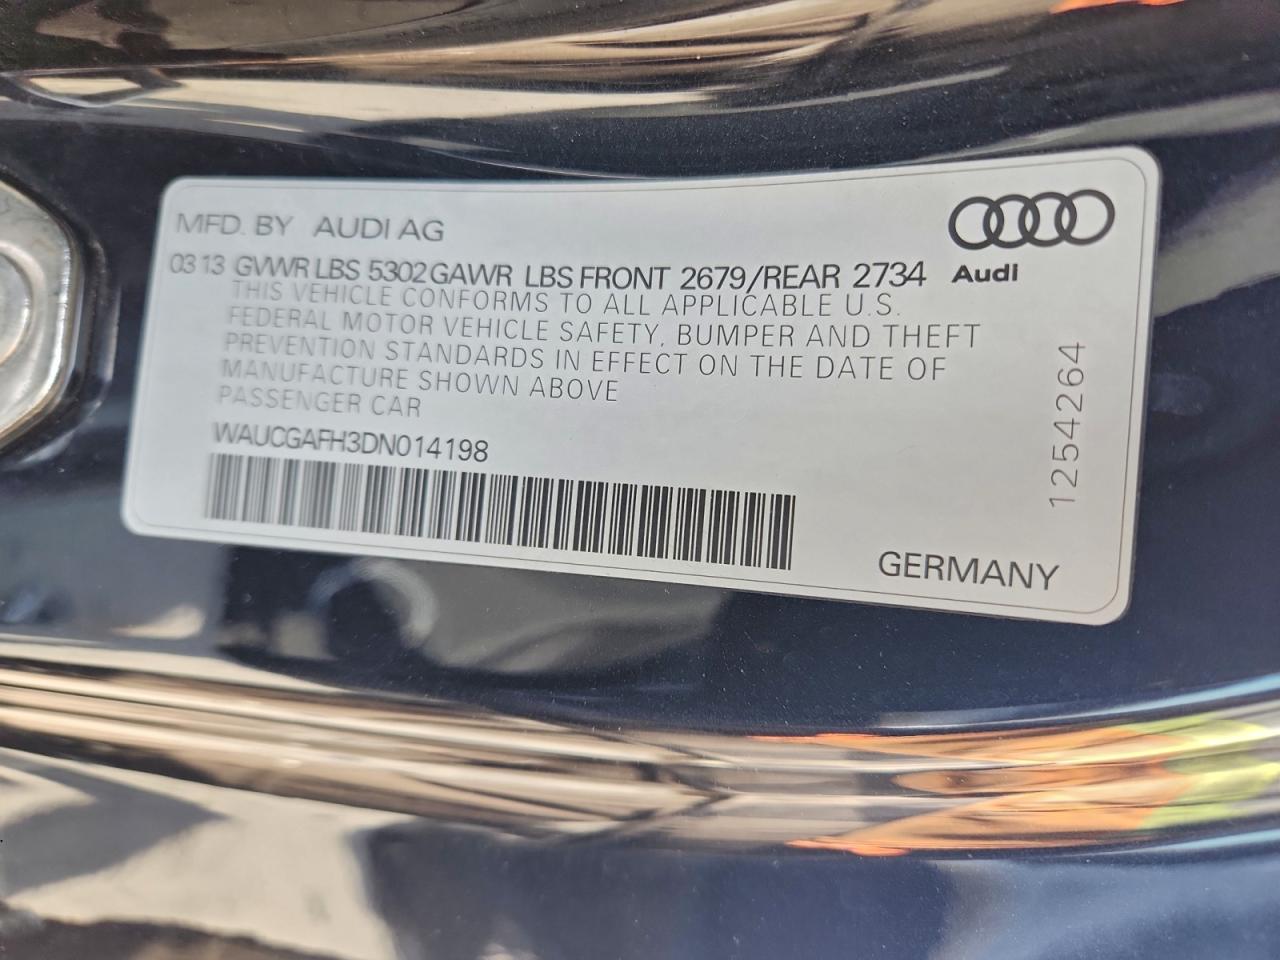 MFD. BY AUDI AG
03 13 GVWR LBS 5302 GAWR LBS FRONT 2679/REAR 2734
Audi
THIS VEHICLE CONFORMS TO ALL APPLICABLE U.S.
FEDERAL MOTOR VEHICLE SAFETY, BUMPER AND THEFT
PREVENTION STANDARDS IN EFFECT ON THE DATE OF
MANUFACTURE SHOWN ABOVE
PASSENGER CAR
WAUCGAFH3DN014198
1254264
GERMANY